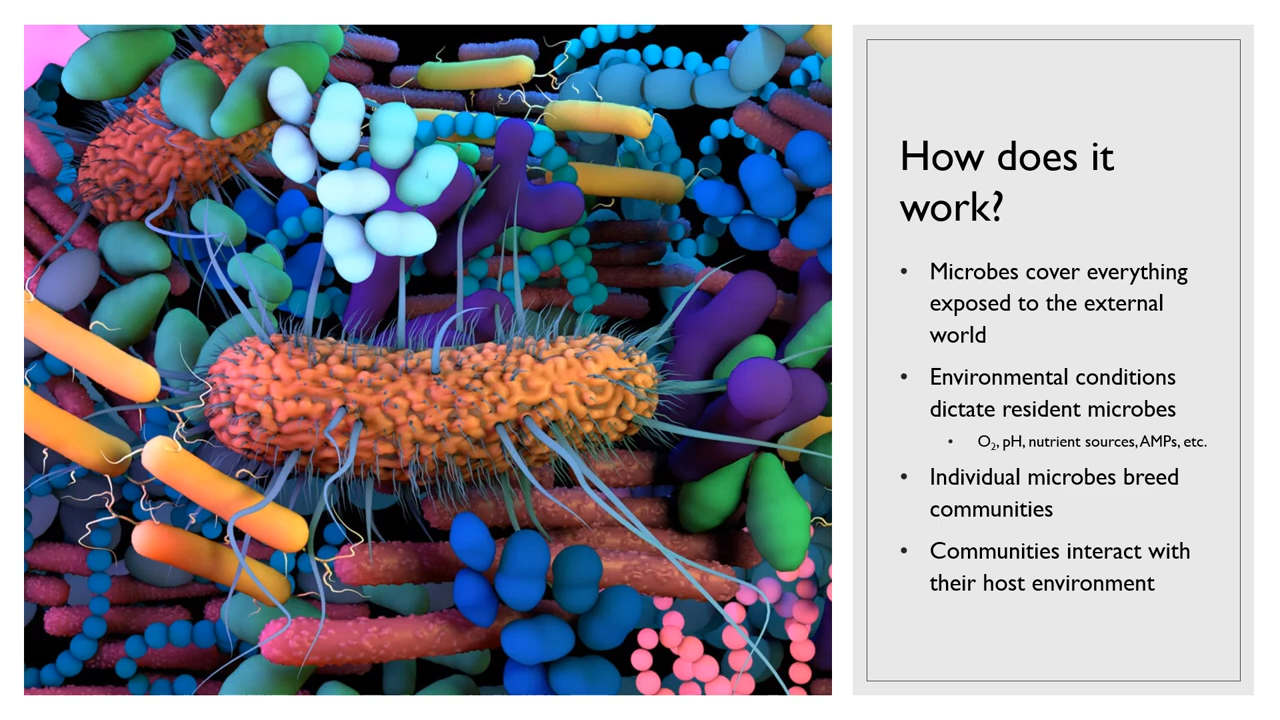 How does it
work?
• Microbes cover everything
exposed to the external
world
• Environmental conditions
dictate resident microbes
• O₂, pH, nutrient sources, AMPs, etc.
• Individual microbes breed
communities
• Communities interact with
their host environment